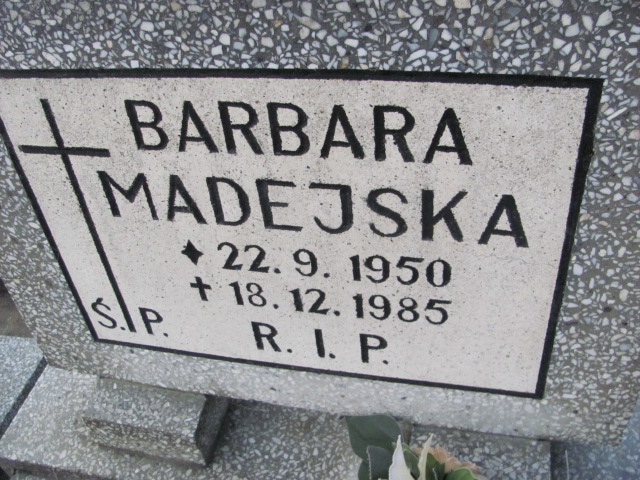 BARBARA
MADEJSKA
22.9.1950
18.12.1985
Ś.P. R.I.P.